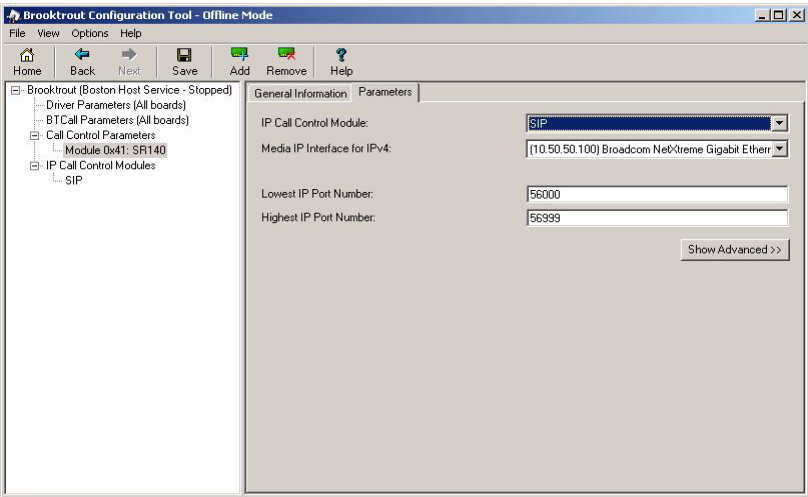 Brooktrout Configuration Tool - Offline Mode
File View Options Help
Home Back Next Save Add Remove Help
Brooktrout (Boston Host Service - Stopped)
Driver Parameters (All boards)
BTCall Parameters (All boards)
Call Control Parameters
Module 0x41: SR140
IP Call Control Modules
SIP
General Information Parameters
IP Call Control Module: SIP
Media IP Interface for IPv4: (10.50.50.100) Broadcom NetXtreme Gigabit Ethern
Lowest IP Port Number: 56000
Highest IP Port Number: 56999
Show Advanced >>